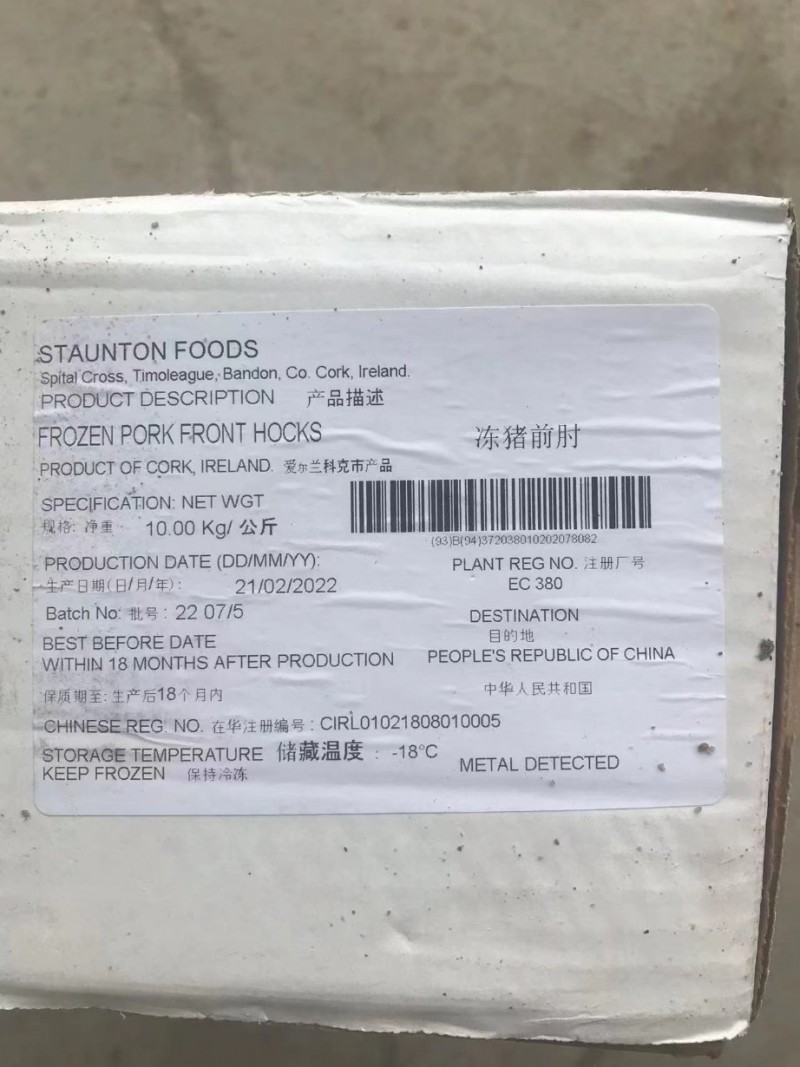 STAUNTON FOODS
Spital Cross, Timoleague, Bandon, Co. Cork, Ireland.
PRODUCT DESCRIPTION 产品描述
FROZEN PORK FRONT HOCKS 冻猪前肘
PRODUCT OF CORK, IRELAND. 爱尔兰科克市产品
SPECIFICATION: NET WGT
规格: 净重 10.00 Kg/ 公斤
(93)B(94)372038010202078082
PRODUCTION DATE (DD/MM/YY):
生产日期(日/月/年): 21/02/2022
PLANT REG NO. 注册厂号
EC 380
Batch No: 批号: 22 07/5
DESTINATION
目的地
PEOPLE'S REPUBLIC OF CHINA
中华人民共和国
BEST BEFORE DATE
WITHIN 18 MONTHS AFTER PRODUCTION
保质期至: 生产后18个月内
CHINESE REG. NO. 在华注册编号: CIRL01021808010005
STORAGE TEMPERATURE 储藏温度: -18°C
KEEP FROZEN 保持冷冻
METAL DETECTED